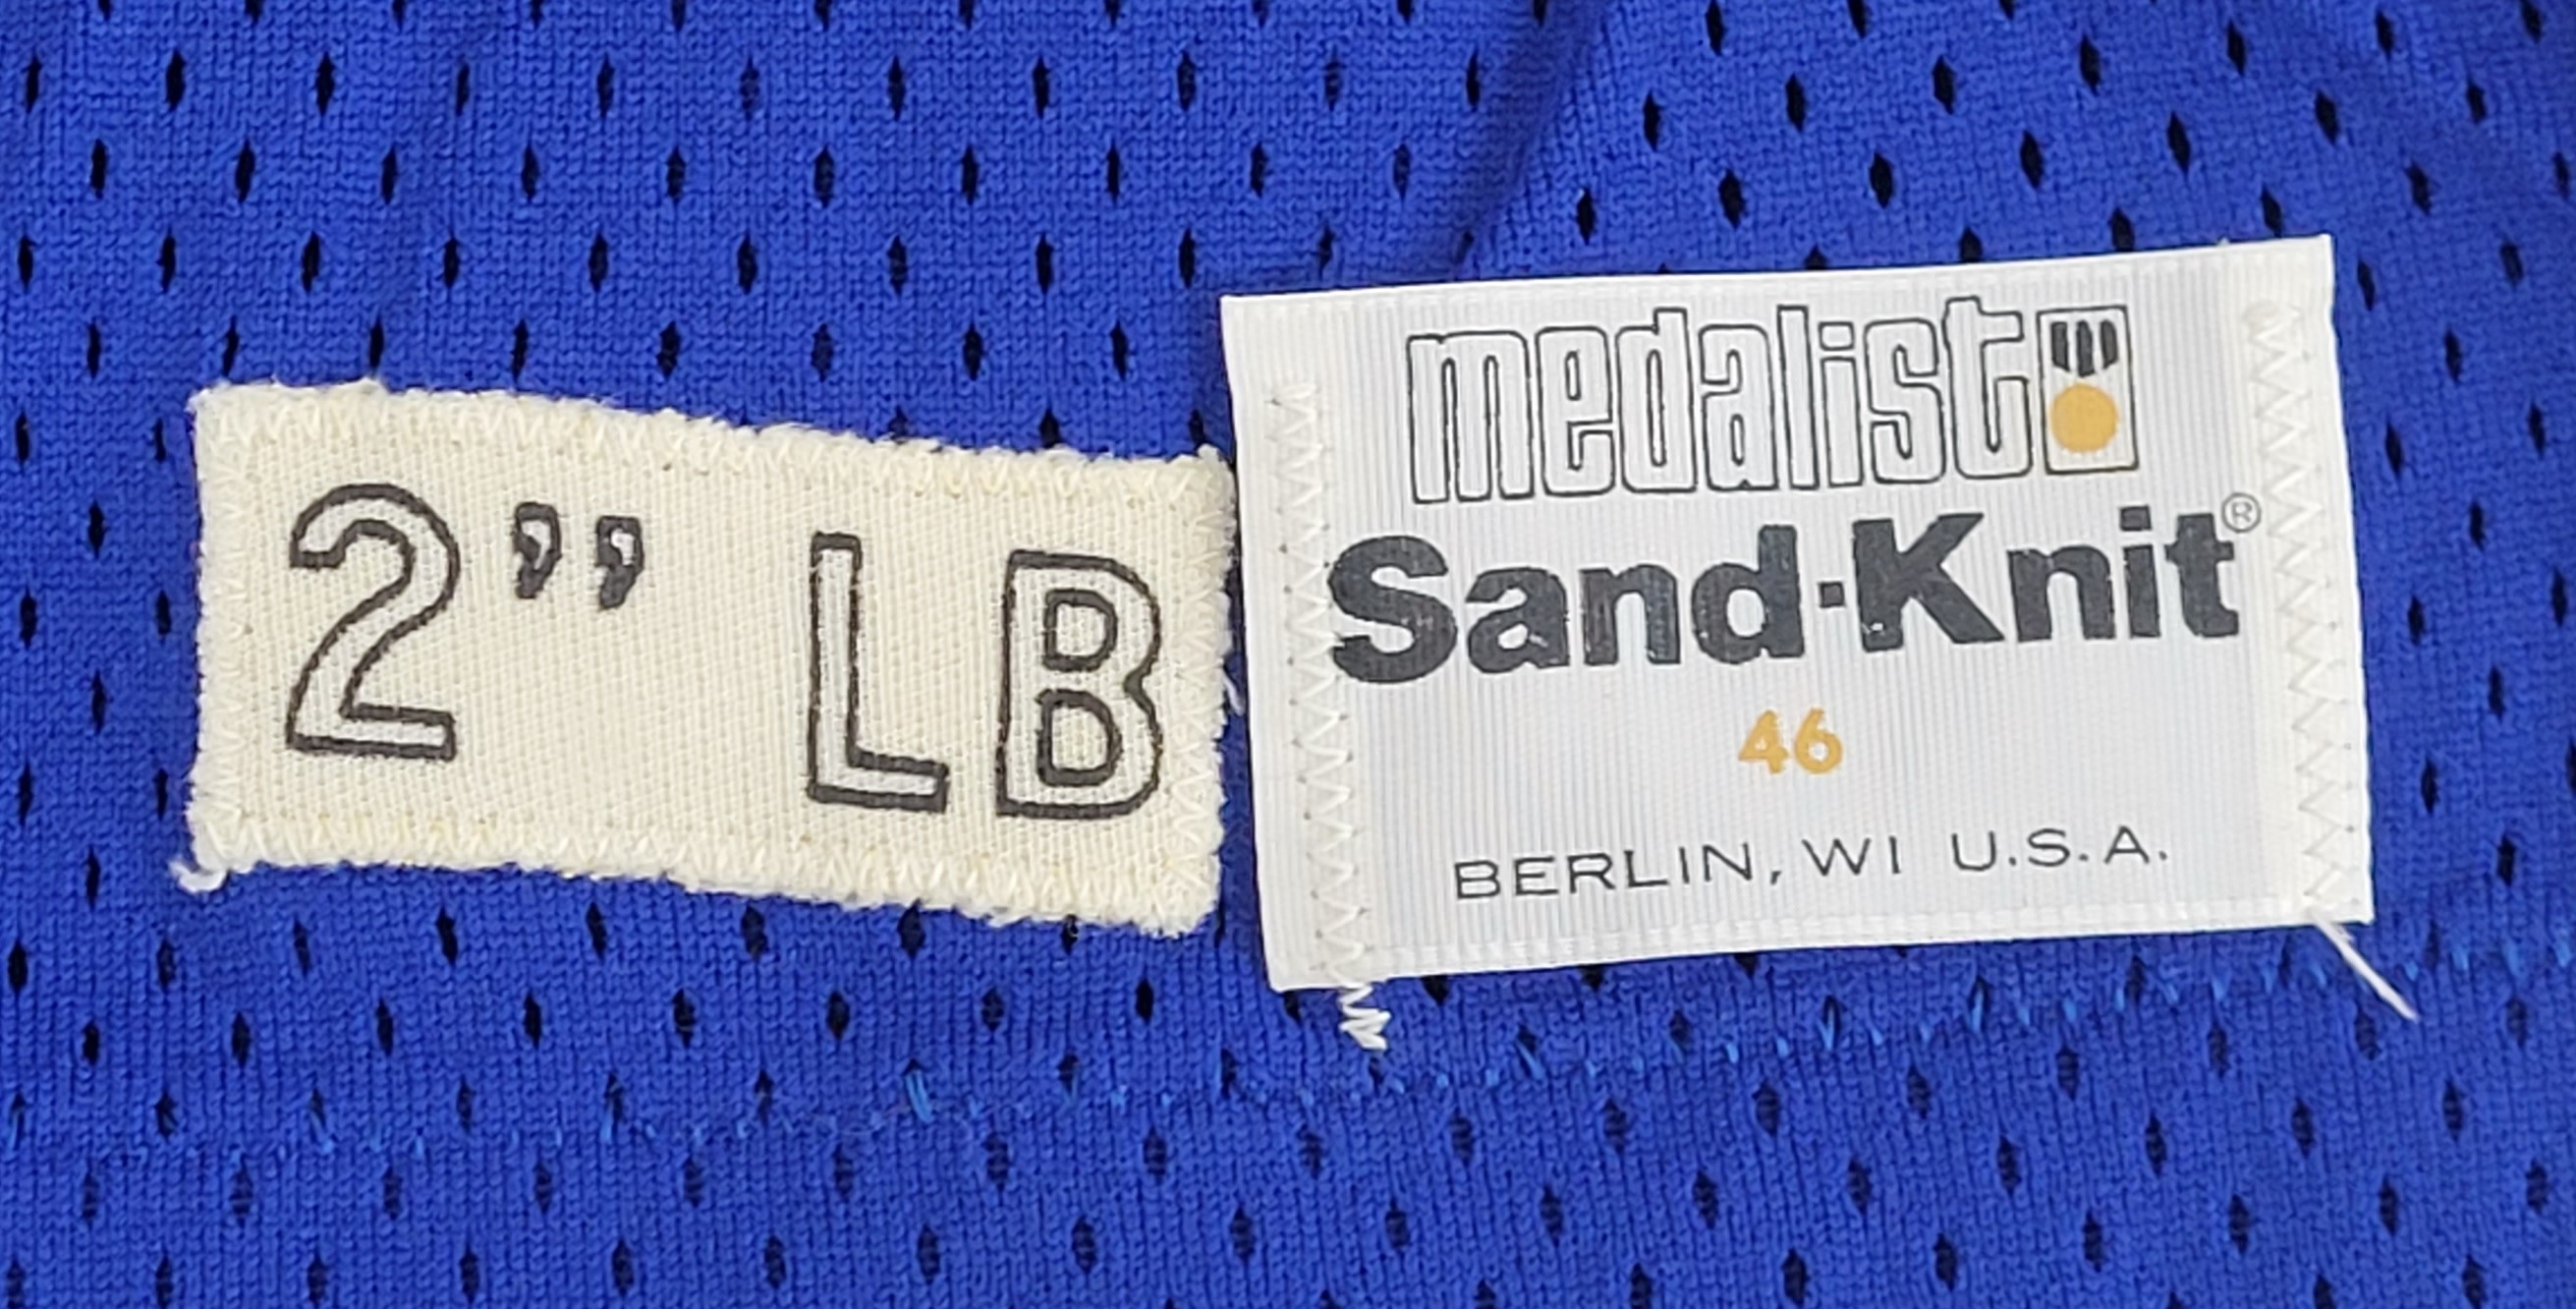 2” LB
medalist
Sand·Knit®
46
BERLIN, WI U.S.A.